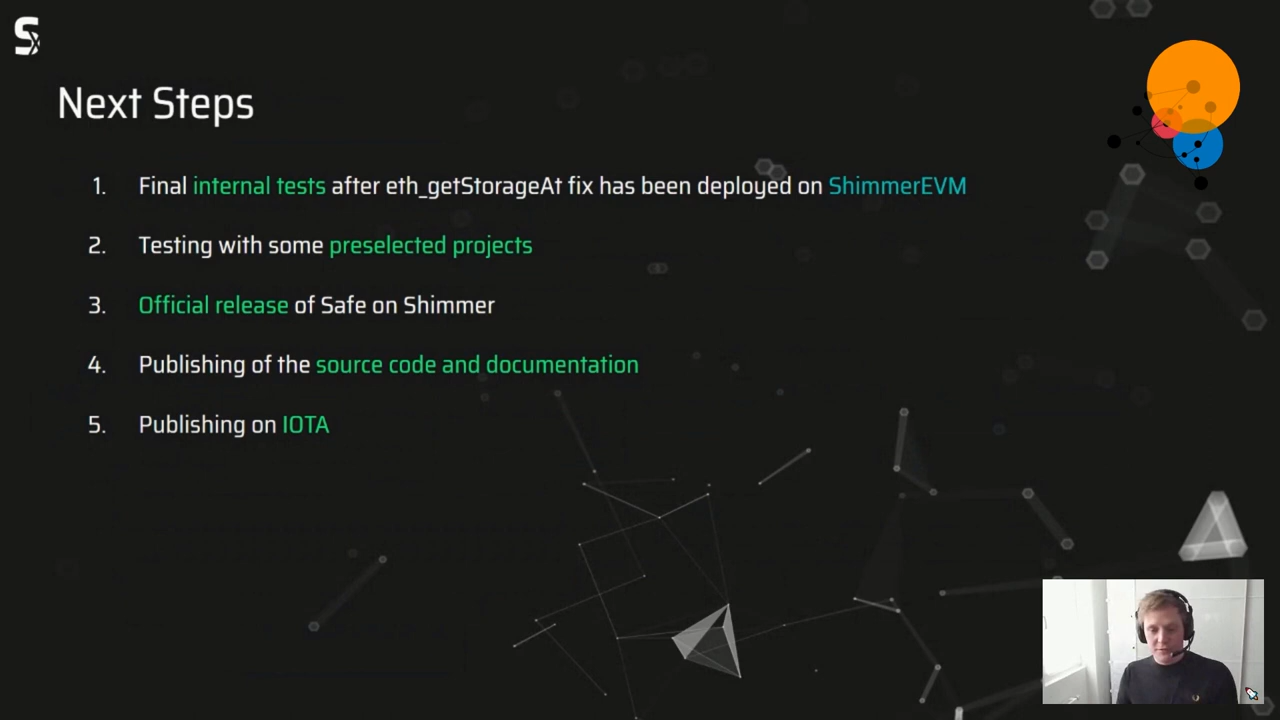 Next Steps
1. Final internal tests after eth_getStorageAt fix has been deployed on ShimmerEVM
2. Testing with some preselected projects
3. Official release of Safe on Shimmer
4. Publishing of the source code and documentation
5. Publishing on IOTA